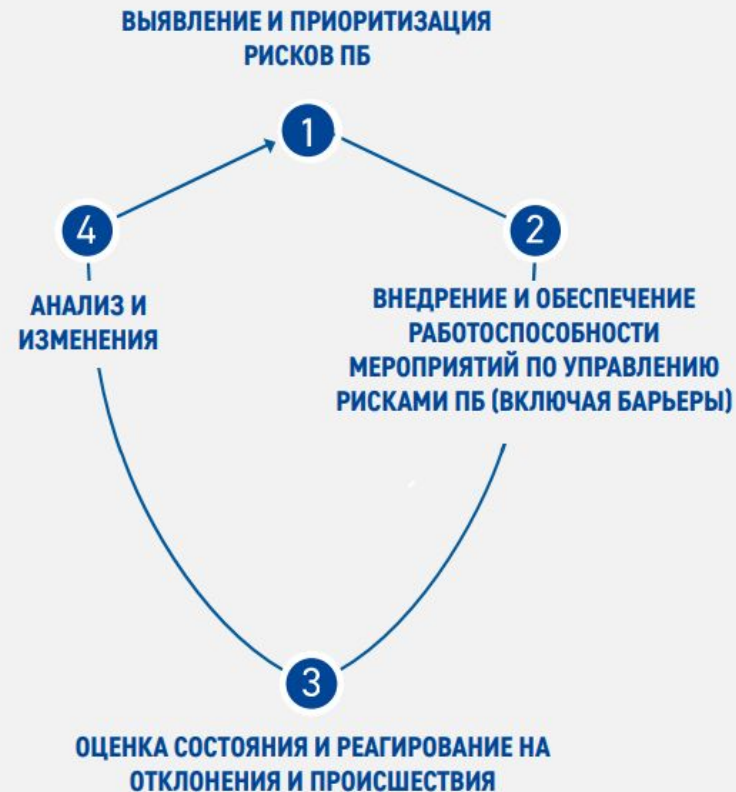 ВЫЯВЛЕНИЕ И ПРИОРИТИЗАЦИЯ
РИСКОВ ПБ
1
2
ВНЕДРЕНИЕ И ОБЕСПЕЧЕНИЕ
РАБОТОСПОСОБНОСТИ
МЕРОПРИЯТИЙ ПО УПРАВЛЕНИЮ
РИСКАМИ ПБ (ВКЛЮЧАЯ БАРЬЕРЫ)
3
ОЦЕНКА СОСТОЯНИЯ И РЕАГИРОВАНИЕ НА
ОТКЛОНЕНИЯ И ПРОИСШЕСТВИЯ
4
АНАЛИЗ И
ИЗМЕНЕНИЯ